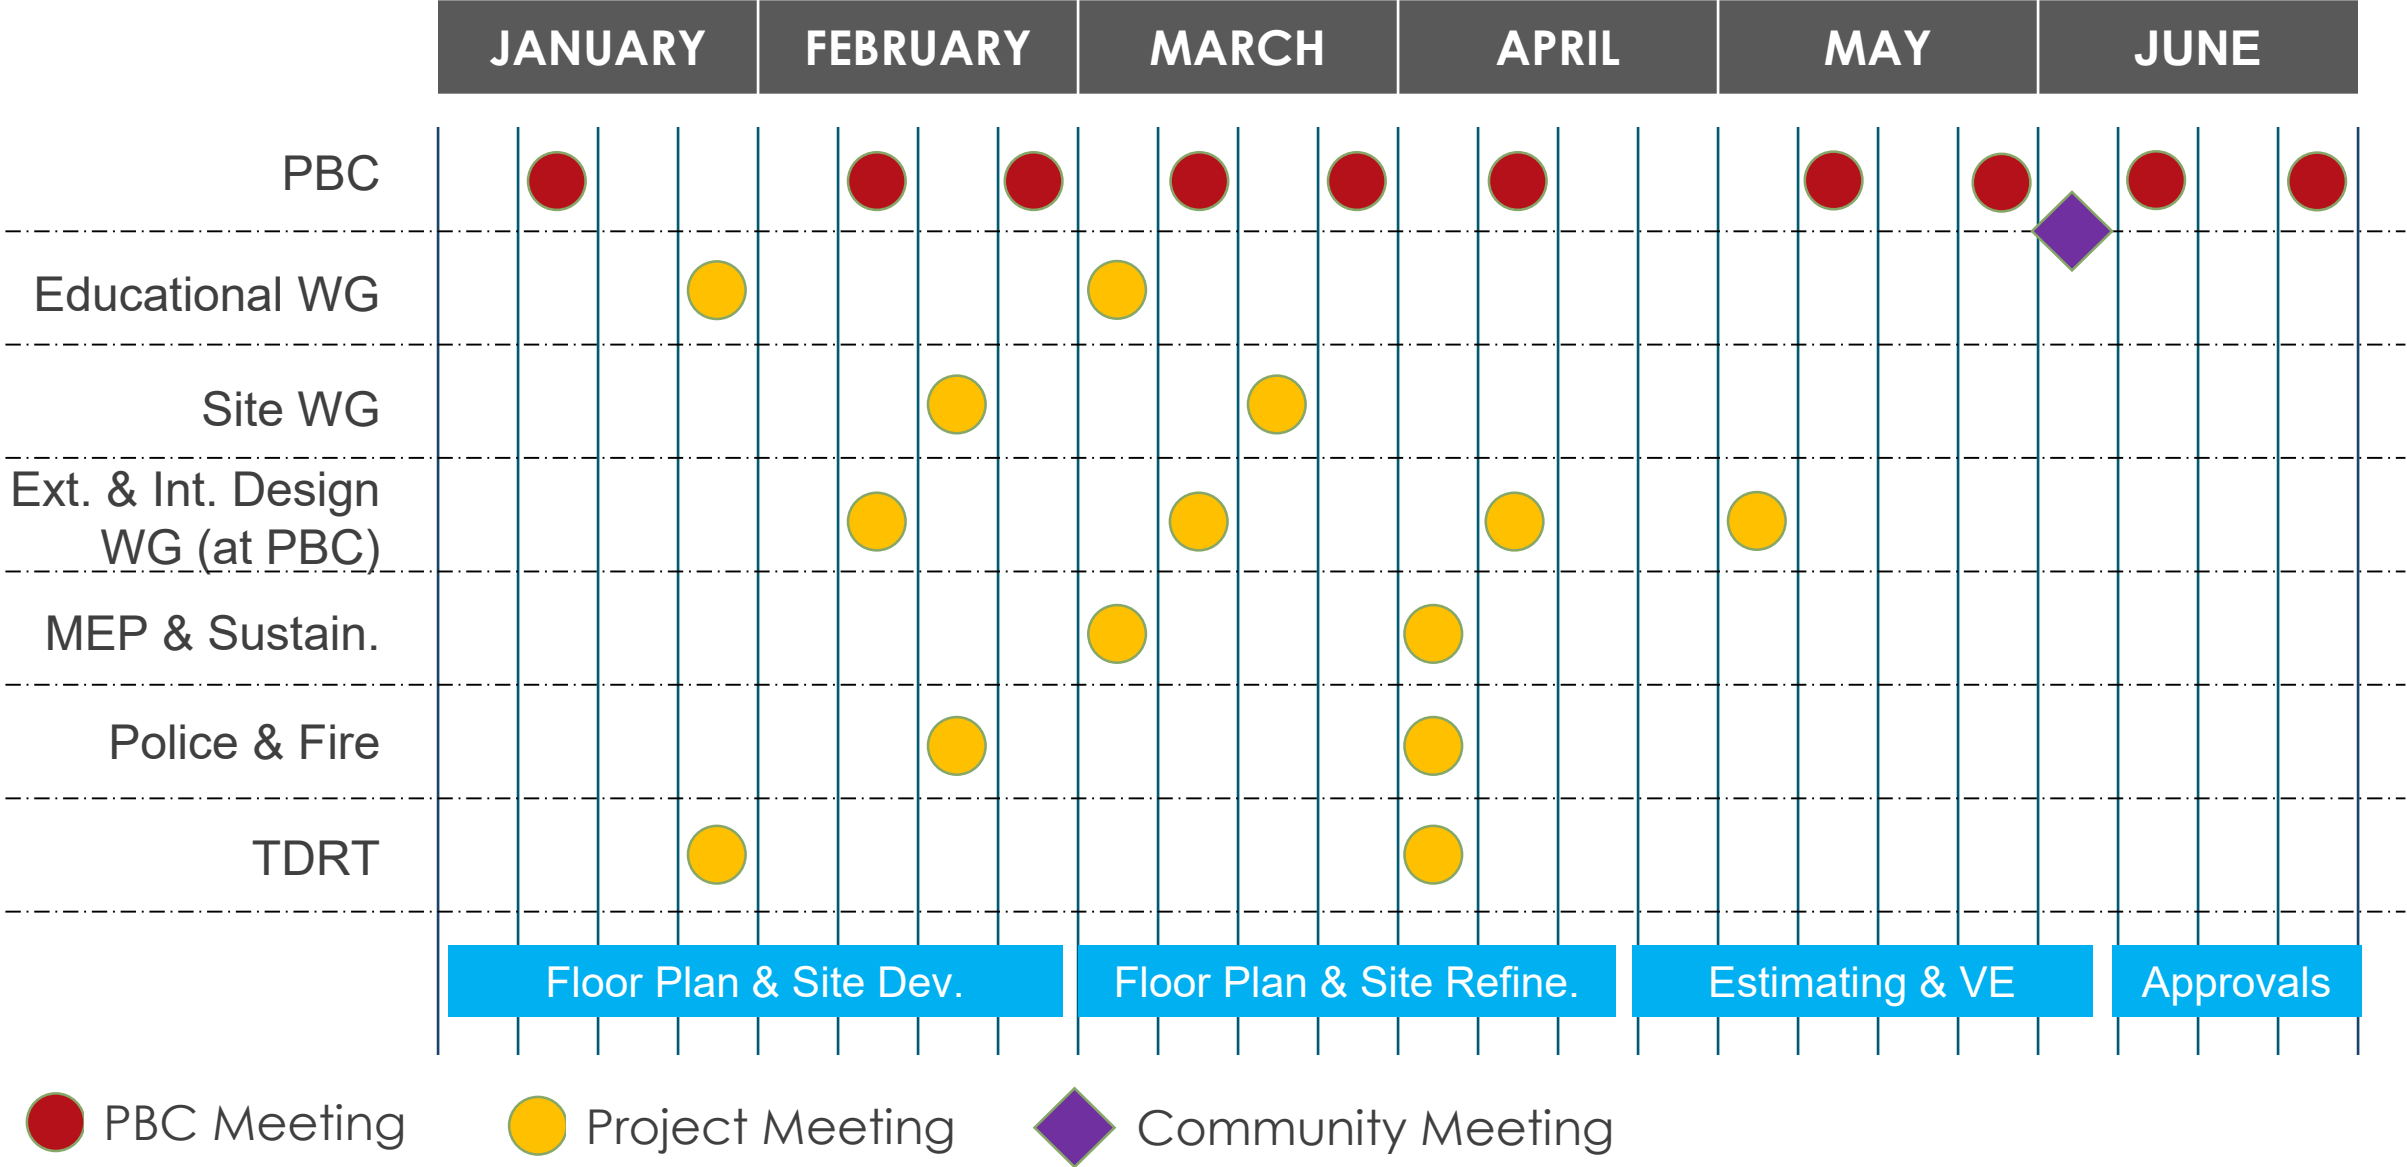 JANUARY FEBRUARY MARCH APRIL MAY JUNE
PBC
Educational WG
Site WG
Ext. & Int. Design
WG (at PBC)
MEP & Sustain.
Police & Fire
TDRT
Floor Plan & Site Dev. Floor Plan & Site Refine. Estimating & VE Approvals
PBC Meeting Project Meeting Community Meeting